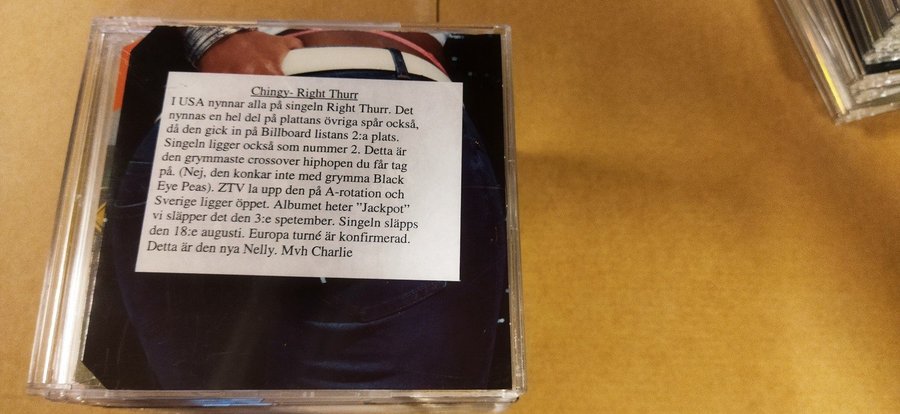 Chingy- Right Thurr
I USA nynnar alla på singeln Right Thurr. Det
nynnas en hel del på plattans övriga spår också,
då den gick in på Billboard listans 2:a plats.
Singeln ligger också som nummer 2. Detta är
den grymmaste crossover hiphopen du får tag
på. (Nej, den konkar inte med grymma Black
Eye Peas). ZTV la upp den på A-rotation och
Sverige ligger öppet. Albumet heter ”Jackpot”
vi släpper det den 3:e spetember. Singeln släpps
den 18:e augusti. Europa turné är konfirmerad.
Detta är den nya Nelly. Mvh Charlie